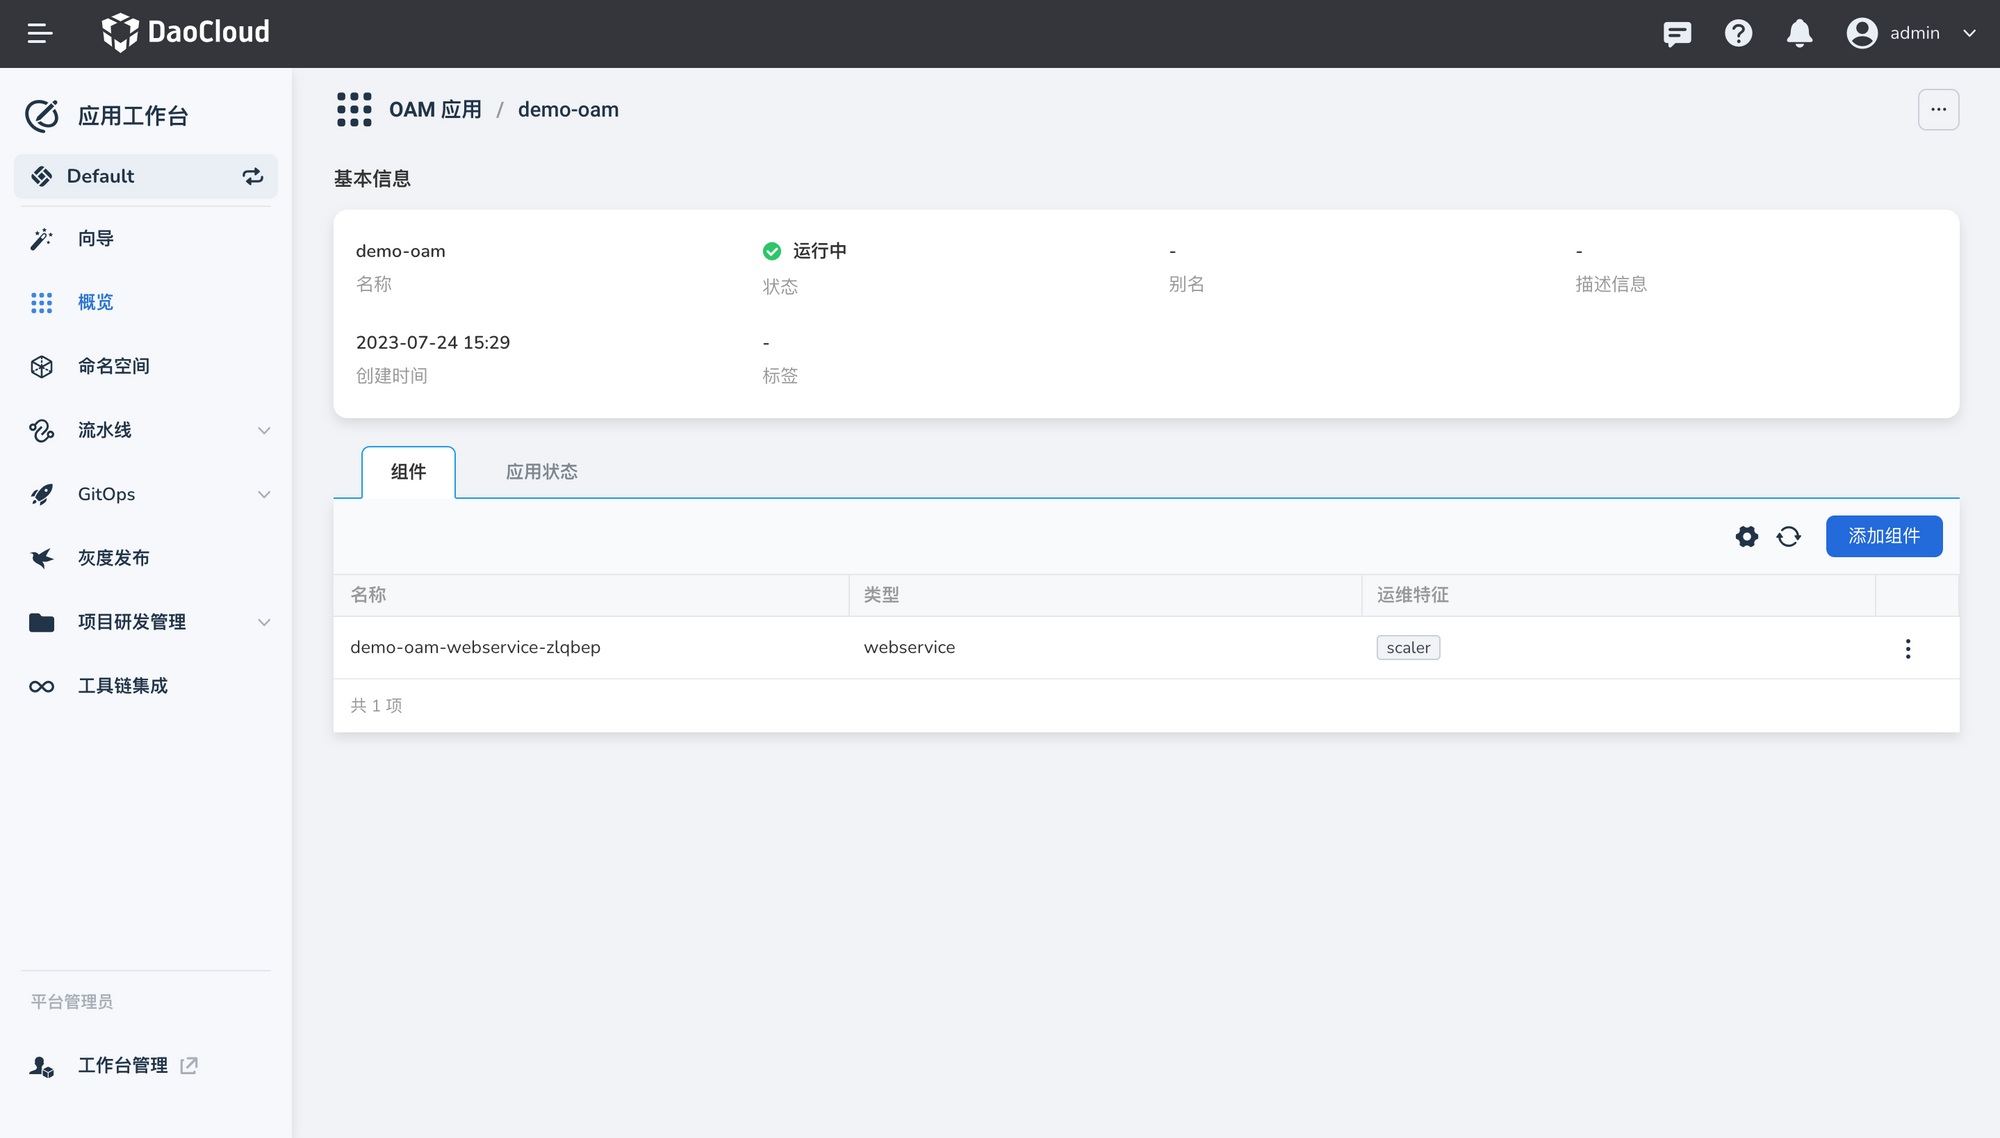 DaoCloud
admin
应用工作台
Default
向导
概览
命名空间
流水线
GitOps
灰度发布
项目研发管理
工具链集成
平台管理员
工作台管理
OAM 应用 / demo-oam
基本信息
demo-oam
名称
运行中
状态
-
别名
-
描述信息
2023-07-24 15:29
创建时间
-
标签
组件
应用状态
添加组件
名称 类型 运维特征
demo-oam-webservice-zlqbep webservice scaler
共 1 项